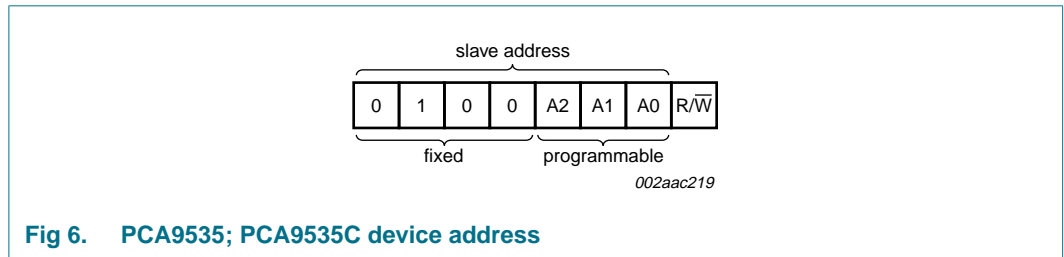 slave address
0 1 0 0 A2 A1 A0 R/W̅
fixed programmable
002aac219
Fig 6. PCA9535; PCA9535C device address